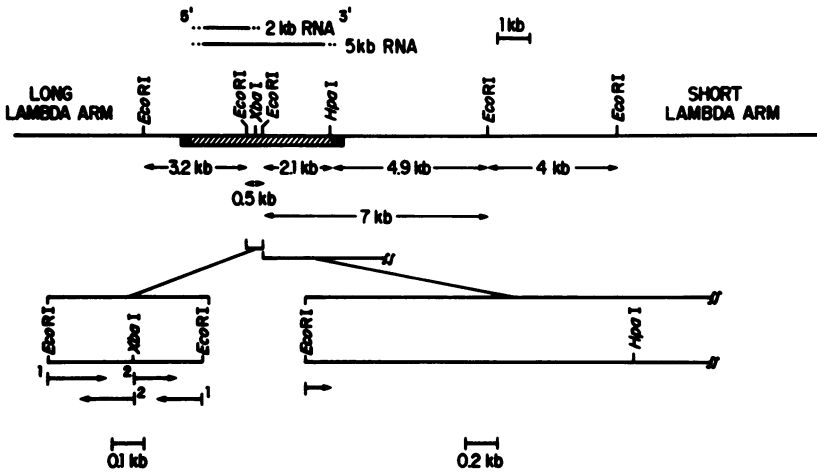 5' 3'
2 kb RNA
5kb RNA
1 kb
LONG
LAMBDA ARM
EcoRI
EcoRI
XbaI
EcoRI
HpaI
EcoRI
EcoRI
SHORT
LAMBDA ARM
3.2 kb
2.1 kb
4.9 kb
4 kb
0.5 kb
7 kb
EcoRI
XbaI
EcoRI
EcoRI
HpaI
1
2
2
1
0.1 kb
0.2 kb